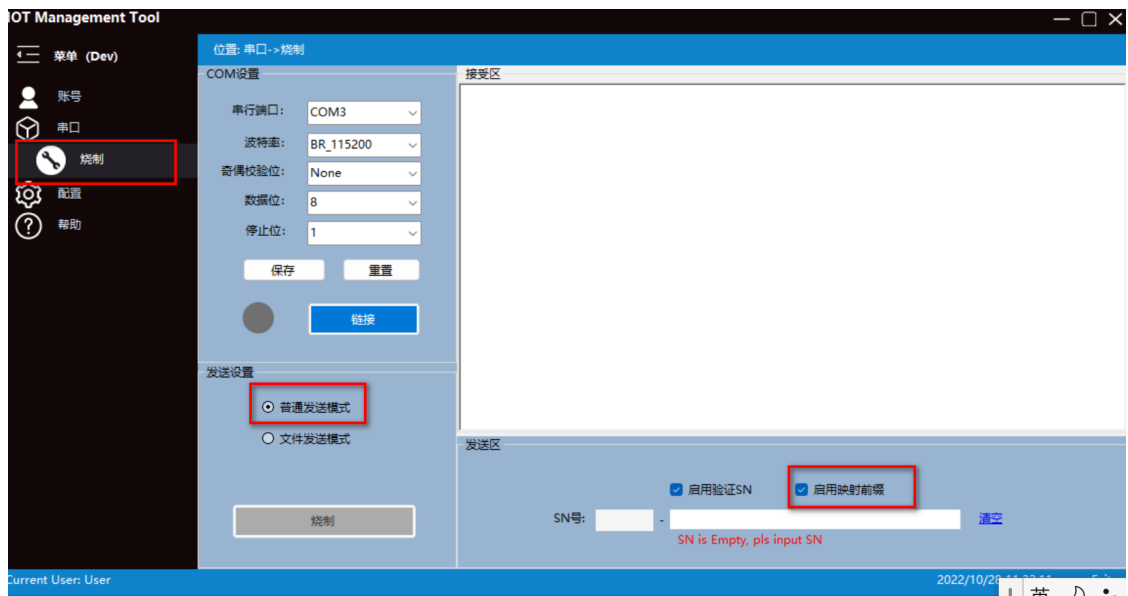 IOT Management Tool
菜单 (Dev)
账号
串口
烧制
配置
帮助
位置: 串口->烧制
COM设置
串行端口: COM3
波特率: BR_115200
奇偶校验位: None
数据位: 8
停止位: 1
保存 重置
链接
发送设置
普通发送模式
文件发送模式
烧制
接受区
发送区
启用验证SN 启用映射前缀
SN号: - 清空
SN is Empty, pls input SN
Current User: User
2022/10/28
英